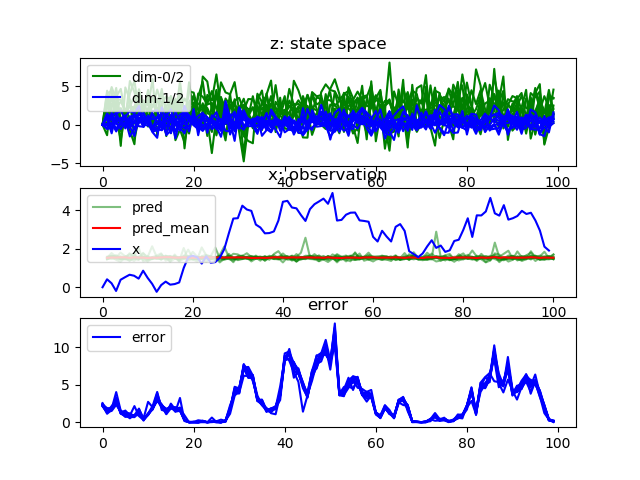 z: state space
dim-0/2
dim-1/2
5
0
−5
0 20 40 60 80 100
x: observation
pred
pred_mean
x
4
2
0
0 20 40 60 80 100
error
error
10
5
0
0 20 40 60 80 100